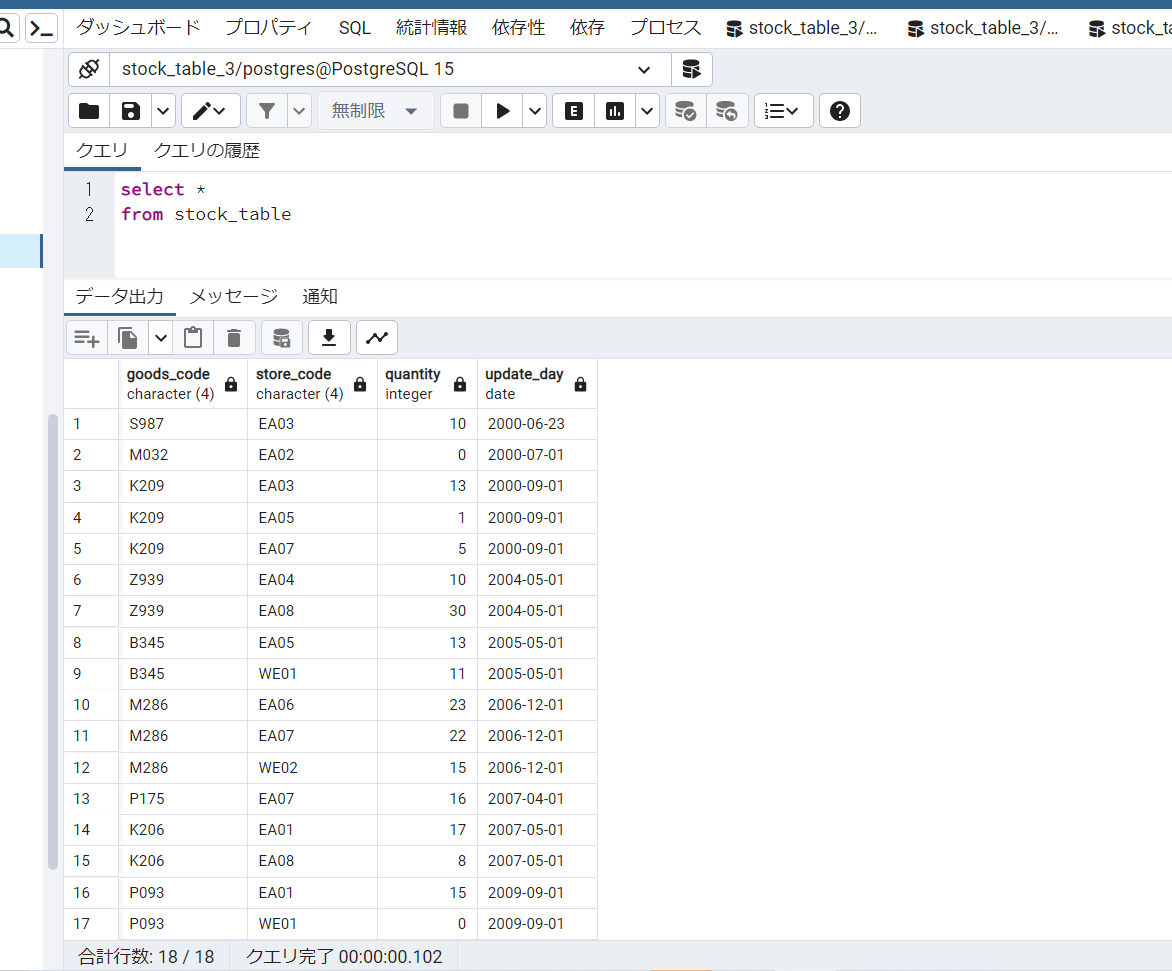 ダッシュボード プロパティ SQL 統計情報 依存性 依存 プロセス stock_table_3/... stock_table_3/... stock_ta
stock_table_3/postgres@PostgreSQL 15
無制限 E
クエリ クエリの履歴
1 select *
2 from stock_table
データ出力 メッセージ 通知
goods_code store_code quantity update_day
character (4) character (4) integer date
1 S987 EA03 10 2000-06-23
2 M032 EA02 0 2000-07-01
3 K209 EA03 13 2000-09-01
4 K209 EA05 1 2000-09-01
5 K209 EA07 5 2000-09-01
6 Z939 EA04 10 2004-05-01
7 Z939 EA08 30 2004-05-01
8 B345 EA05 13 2005-05-01
9 B345 WE01 11 2005-05-01
10 M286 EA06 23 2006-12-01
11 M286 EA07 22 2006-12-01
12 M286 WE02 15 2006-12-01
13 P175 EA07 16 2007-04-01
14 K206 EA01 17 2007-05-01
15 K206 EA08 8 2007-05-01
16 P093 EA01 15 2009-09-01
17 P093 WE01 0 2009-09-01
合計行数: 18 / 18 クエリ完了 00:00:00.102